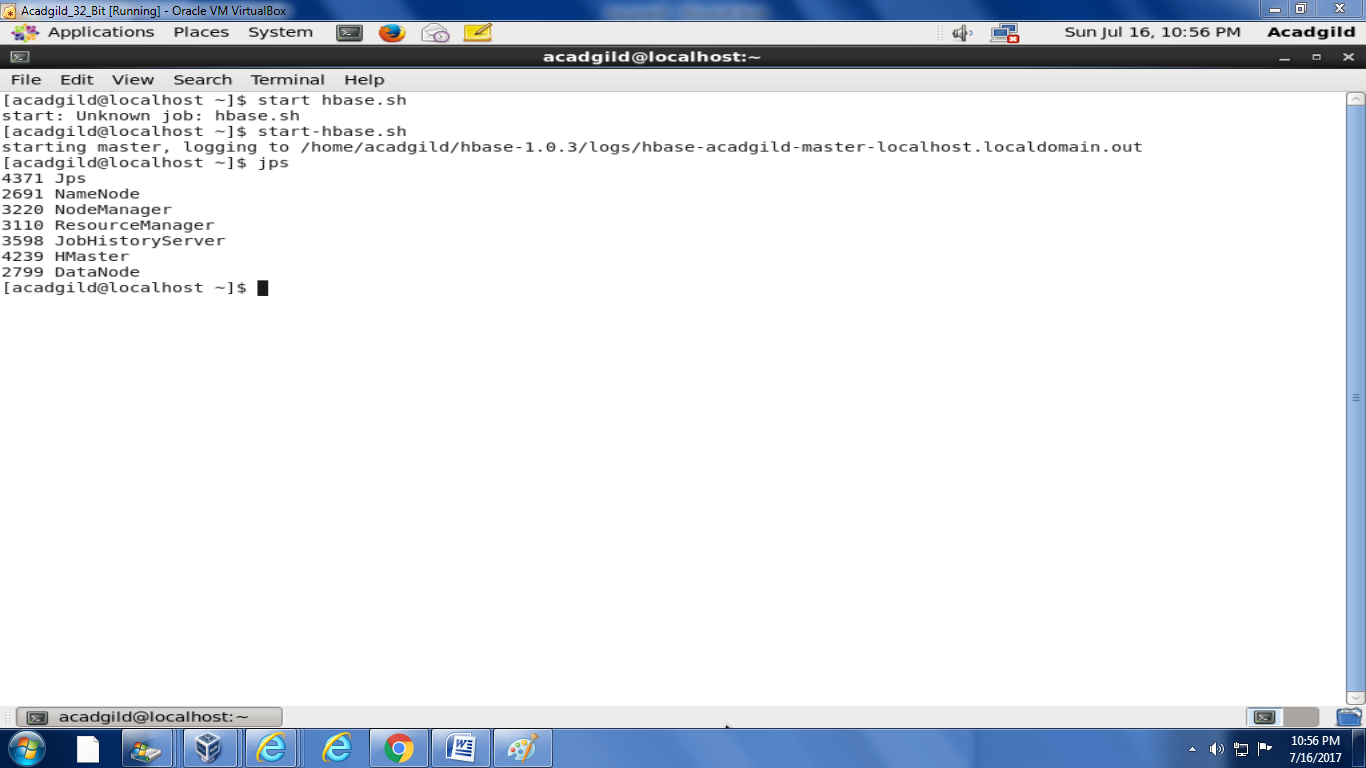 Acadgild_32_Bit [Running] - Oracle VM VirtualBox
Applications Places System Sun Jul 16, 10:56 PM Acadgild
acadgild@localhost:~
File Edit View Search Terminal Help
[acadgild@localhost ~]$ start hbase.sh
start: Unknown job: hbase.sh
[acadgild@localhost ~]$ start-hbase.sh
starting master, logging to /home/acadgild/hbase-1.0.3/logs/hbase-acadgild-master-localhost.localdomain.out
[acadgild@localhost ~]$ jps
4371 Jps
2691 NameNode
3220 NodeManager
3110 ResourceManager
3598 JobHistoryServer
4239 HMaster
2799 DataNode
[acadgild@localhost ~]$
acadgild@localhost:~
10:56 PM
7/16/2017